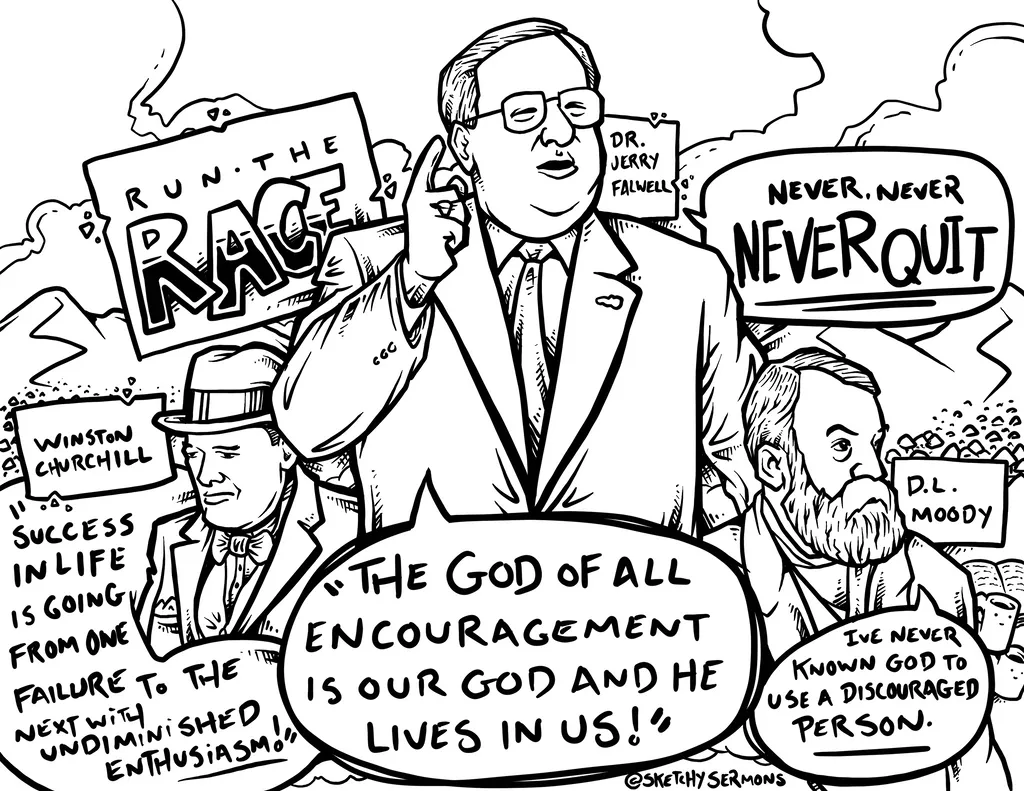 RUN·THE
RACE
DR.
JERRY
FALWELL
NEVER, NEVER
NEVER QUIT
WINSTON
CHURCHILL
"SUCCESS
IN LIFE
IS GOING
FROM ONE
FAILURE TO THE
NEXT WITH
UNDIMINISHED
ENTHUSIASM!"
"THE GOD OF ALL
ENCOURAGEMENT
IS OUR GOD AND HE
LIVES IN US!"
D.L.
MOODY
I'VE NEVER
KNOWN GOD TO
USE A DISCOURAGED
PERSON.
@SKETCHYSERMONS